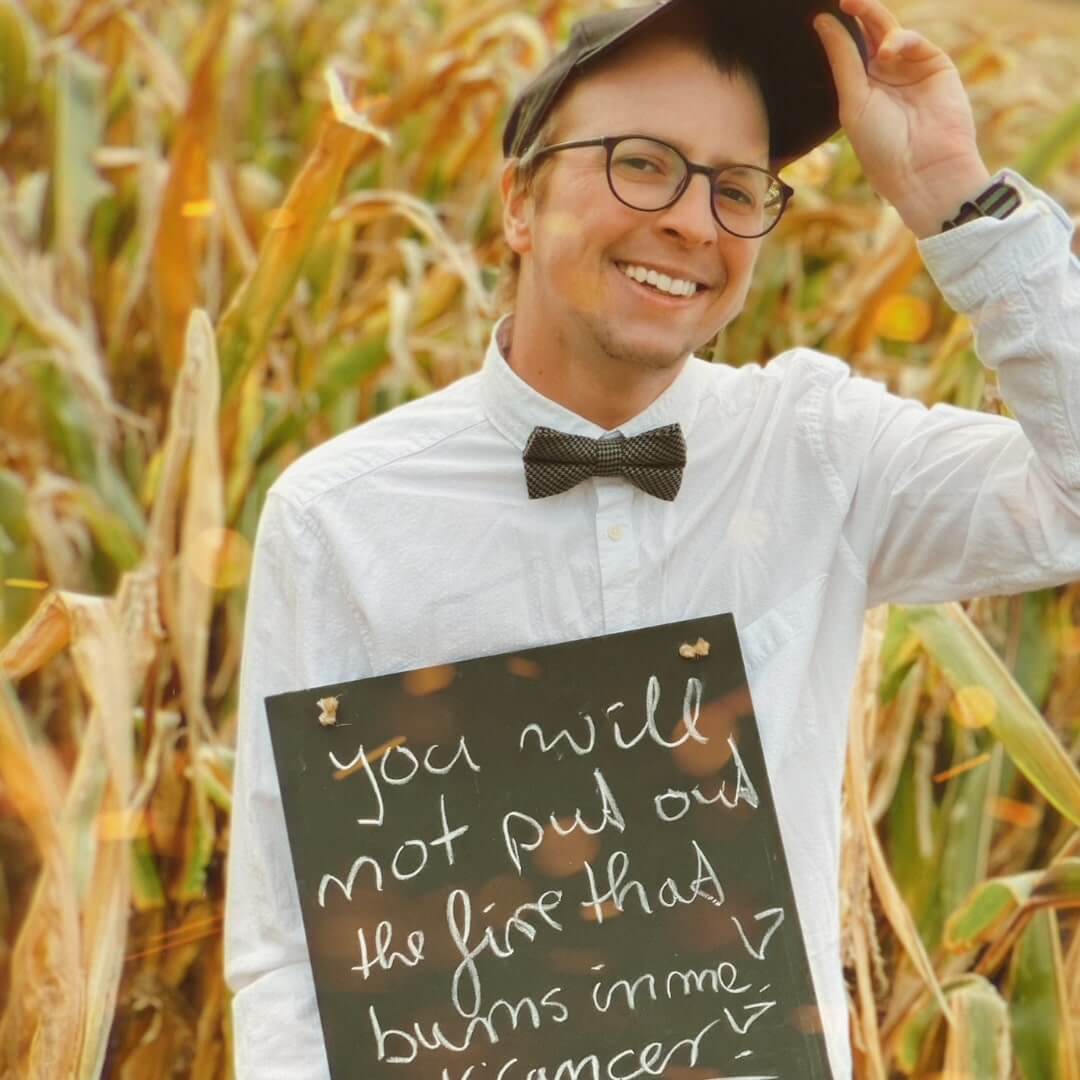 you will
not put out
the fire that
burns in me.
cancer!